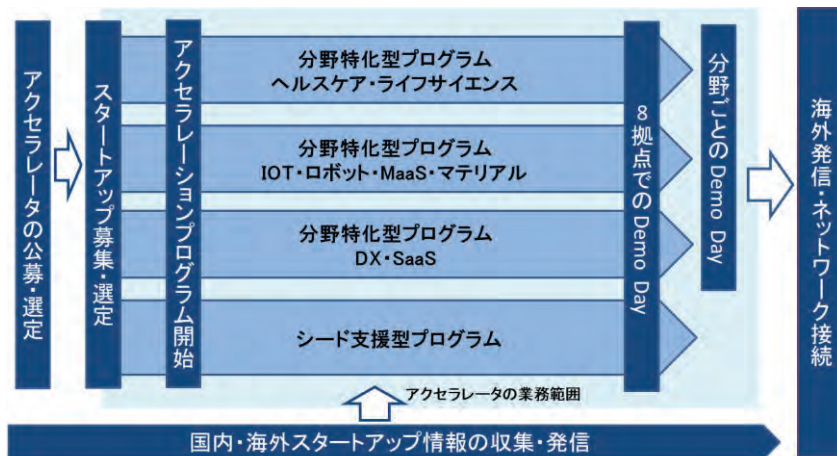 アクセラレータの公募・選定
スタートアップ募集・選定
アクセラレーションプログラム開始
分野特化型プログラム
ヘルスケア・ライフサイエンス
分野特化型プログラム
IOT・ロボット・MaaS・マテリアル
分野特化型プログラム
DX・SaaS
シード支援型プログラム
8拠点でのDemo Day
分野ごとのDemo Day
海外発信・ネットワーク接続
アクセラレータの業務範囲
国内・海外スタートアップ情報の収集・発信